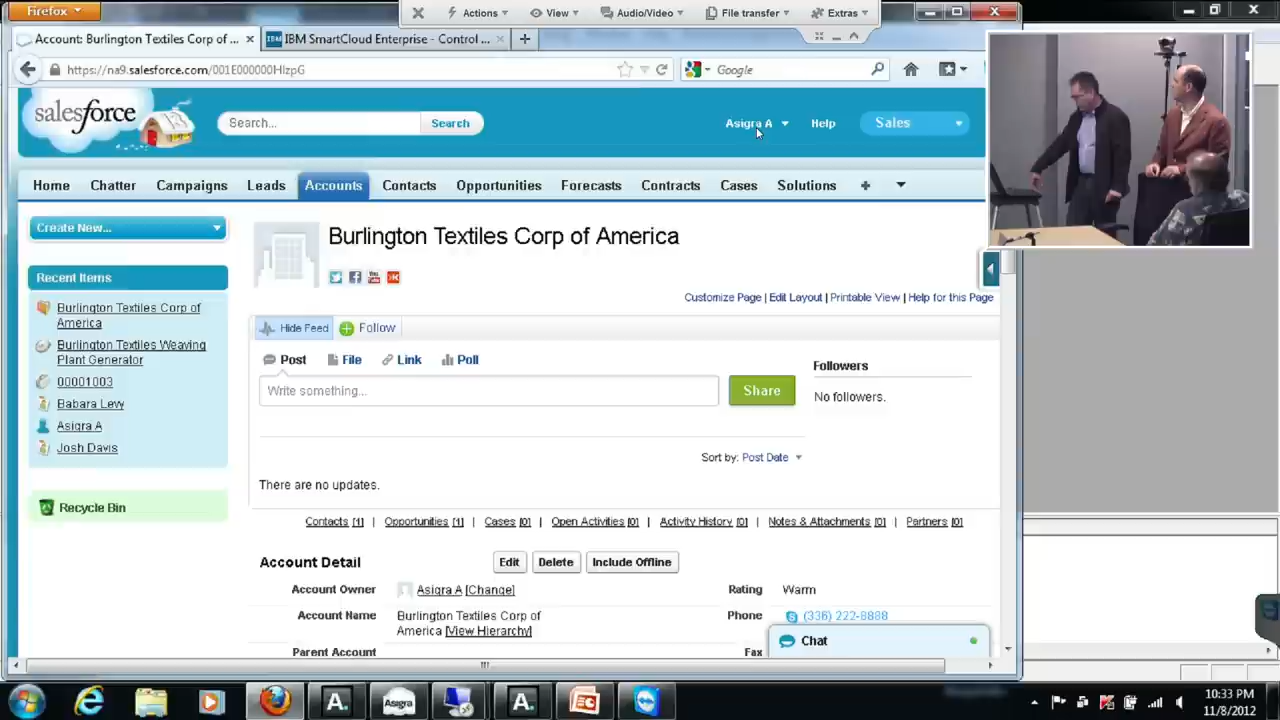 Firefox
Actions
View
Audio/Video
File transfer
Extras
Account: Burlington Textiles Corp of ...
IBM
IBM SmartCloud Enterprise - Control ...
https://na9.salesforce.com/001E000000HlzpG
Google
salesforce
Search...
Search
Asigra A
Help
Sales
Home
Chatter
Campaigns
Leads
Accounts
Contacts
Opportunities
Forecasts
Contracts
Cases
Solutions
Create New...
Burlington Textiles Corp of America
Recent Items
Customize Page | Edit Layout | Printable View | Help for this Page
Burlington Textiles Corp of
America
Burlington Textiles Weaving
Plant Generator
00001003
Babara Levy
Asigra A
Josh Davis
Recycle Bin
Hide Feed
Follow
Post
File
Link
Poll
Write something...
Share
Followers
No followers.
Sort by: Post Date
There are no updates.
Contacts [1] | Opportunities [1] | Cases [0] | Open Activities [0] | Activity History [0] | Notes & Attachments [0] | Partners [0]
Account Detail
Edit
Delete
Include Offline
Account Owner
Asigra A [Change]
Rating
Warm
Account Name
Burlington Textiles Corp of
America [View Hierarchy]
Phone
(336) 222-8888
Parent Account
Fax
Chat
A.
Asigra
A.
10:33 PM
11/8/2012